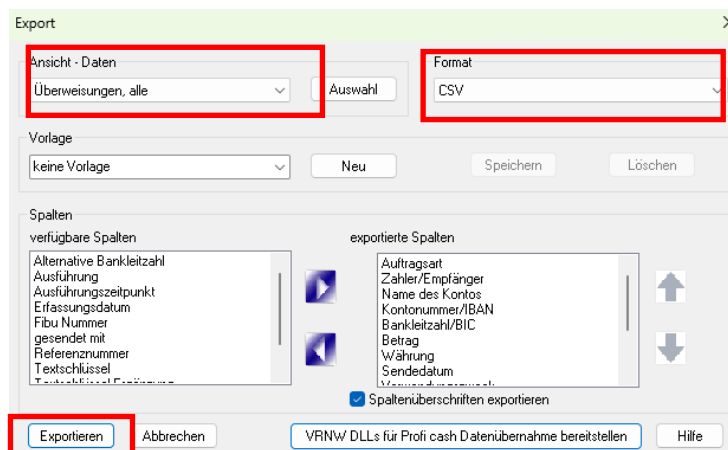 Export
Ansicht - Daten
Überweisungen, alle
Auswahl
Format
CSV
Vorlage
keine Vorlage
Neu
Speichern
Löschen
Spalten
verfügbare Spalten
Alternative Bankleitzahl
Ausführung
Ausführungszeitpunkt
Erfassungsdatum
Fibu Nummer
gesendet mit
Referenznummer
Textschlüssel
exportierte Spalten
Auftragsart
Zahler/Empfänger
Name des Kontos
Kontonummer/IBAN
Bankleitzahl/BIC
Betrag
Währung
Sendedatum
Spaltenüberschriften exportieren
Exportieren
Abbrechen
VRNW DLLs für Profi cash Datenübernahme bereitstellen
Hilfe